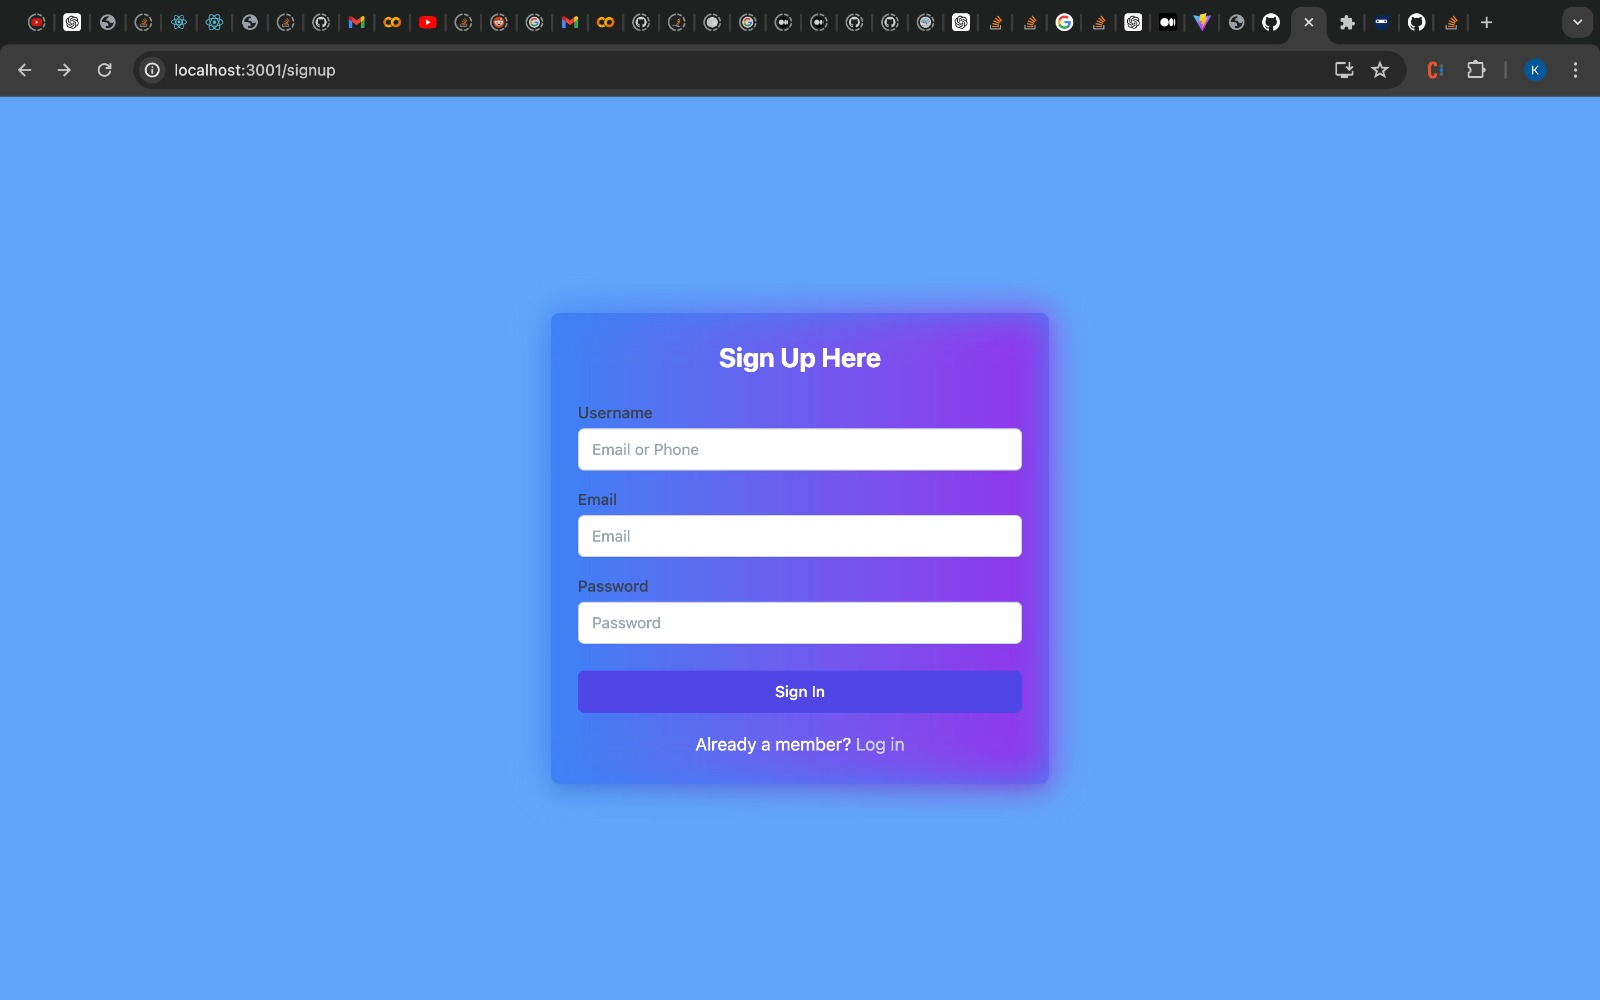 localhost:3001/signup
K
Sign Up Here
Username
Email or Phone
Email
Email
Password
Password
Sign In
Already a member? Log in